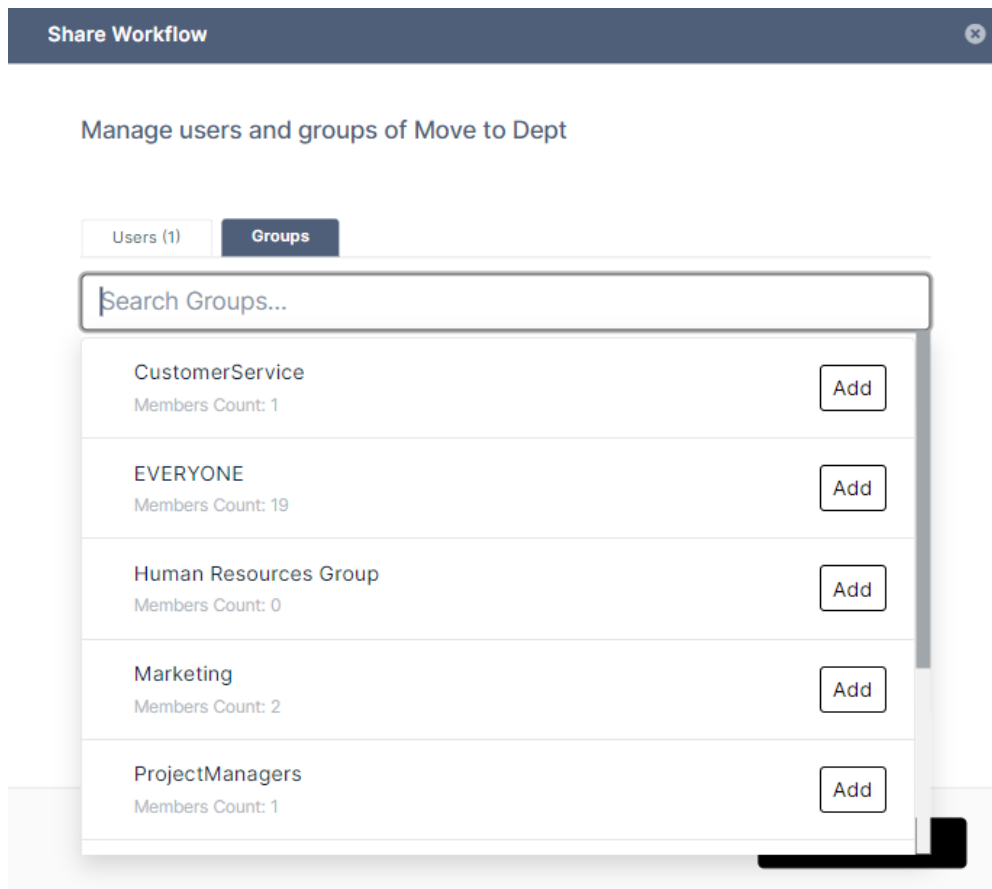 Share Workflow
Manage users and groups of Move to Dept
Users (1)
Groups
Search Groups...
CustomerService
Members Count: 1
Add
EVERYONE
Members Count: 19
Add
Human Resources Group
Members Count: 0
Add
Marketing
Members Count: 2
Add
ProjectManagers
Members Count: 1
Add